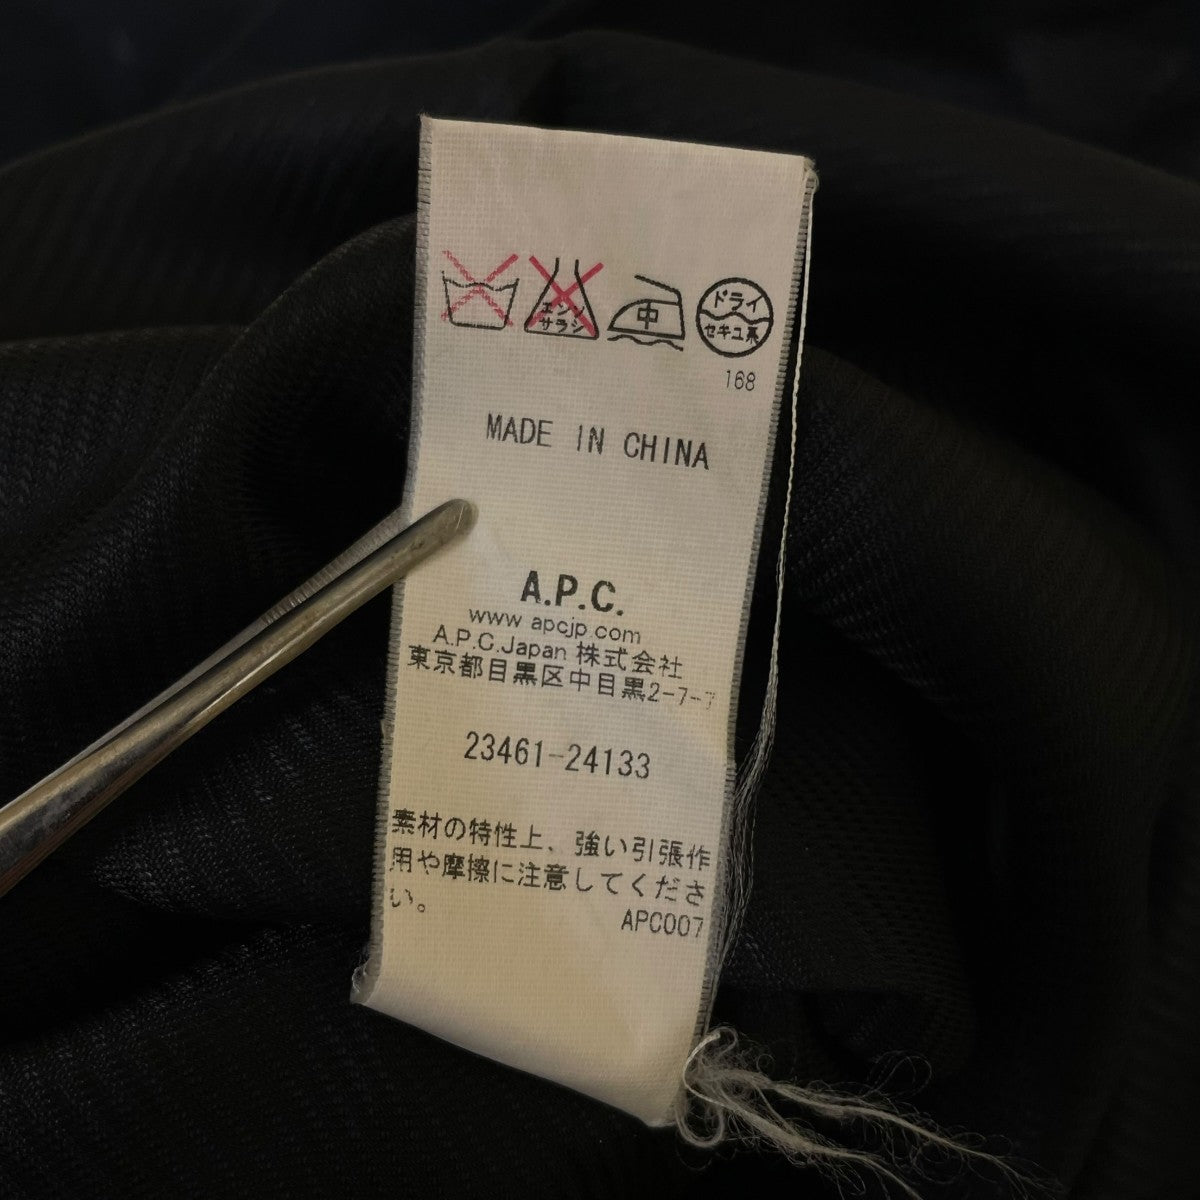 エンソ サラシ
中
ドライ
セキユ系
168
MADE IN CHINA
A.P.C.
www.apcjp.com
A.P.C.Japan 株式会社
東京都目黒区中目黒2-7-7
23461-24133
素材の特性上、強い引張作
用や摩擦に注意してくださ
い。
APC007